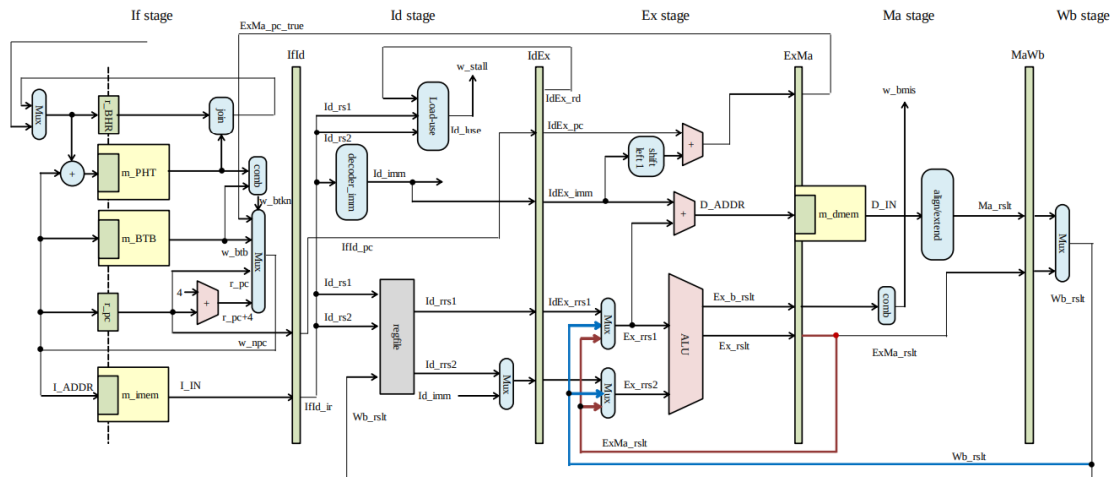 If stage
Id stage
Ex stage
Ma stage
Wb stage
ExMa_pc_true
IfId
IdEx
ExMa
MaWb
w_stall
w_bmis
Mux
r_BHR
join
Id_rs1
Id_rs2
Load-use
Id_luse
IdEx_rd
IdEx_pc
+
m_PHT
comb
w_btkn
decoder_imm
Id_imm
shift
left 1
+
IdEx_imm
m_BTB
w_btb
Mux
IfId_pc
+
D_ADDR
m_dmem
D_IN
align/extend
Ma_rslt
Mux
r_pc
r_pc
4
+
r_pc+4
w_npc
Id_rs1
Id_rs2
regfile
Id_rrs1
IdEx_rrs1
Mux
Ex_rrs1
ALU
Ex_b_rslt
Ex_rslt
comb
ExMa_rslt
Wb_rslt
I_ADDR
m_imem
I_IN
IfId_ir
Id_rrs2
Id_imm
Mux
Mux
Ex_rrs2
Wb_rslt
ExMa_rslt
Wb_rslt